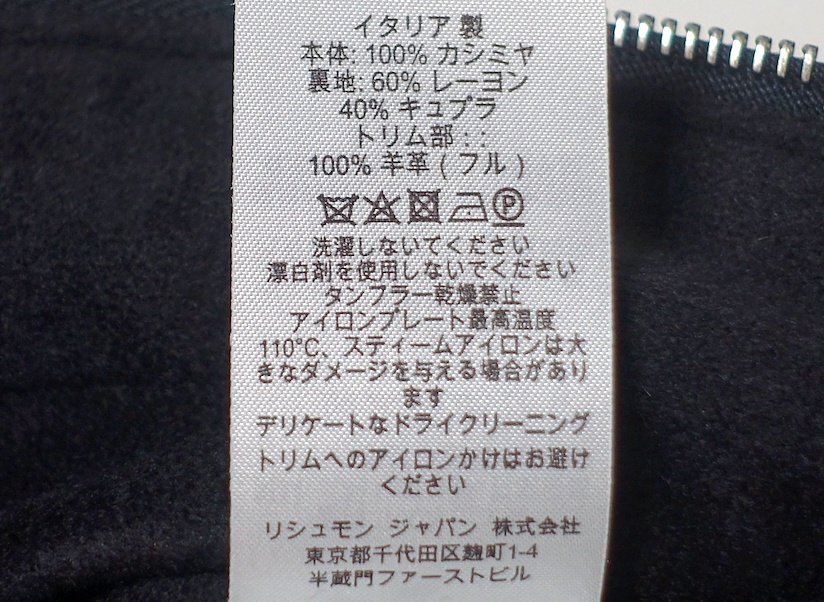 イタリア 製
本体: 100% カシミヤ
裏地: 60% レーヨン
40% キュプラ
トリム部 : :
100% 羊革 ( フル )
P
洗濯しないてください
漂白剤を使用しないでください
タンブラー乾燥禁止
アイロンプレート最高温度
110°C、スティームアイロンは大
きなダメージを与える場合があり
ます
デリケートなドライクリーニング
トリムへのアイロンかけはお避け
ください
リシュモン ジャパン 株式会社
東京都千代田区麹町1-4
半蔵門ファーストビル